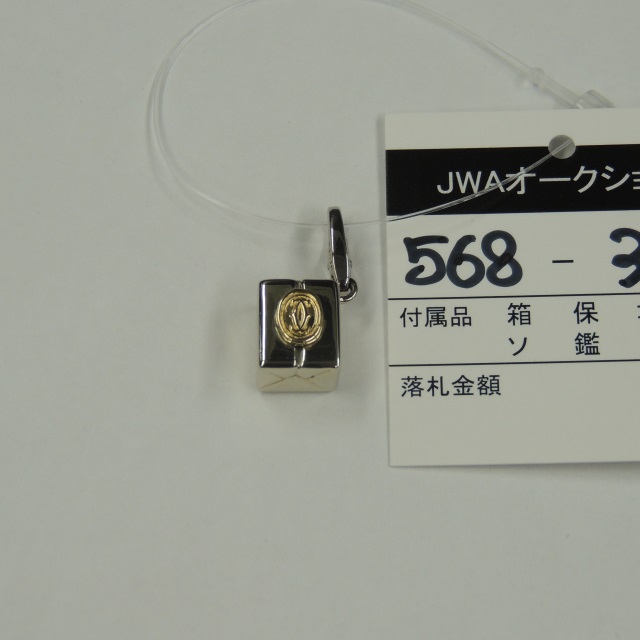 JWAオークショ
568 - 3
付属品 箱 保
ソ 鑑
落札金額